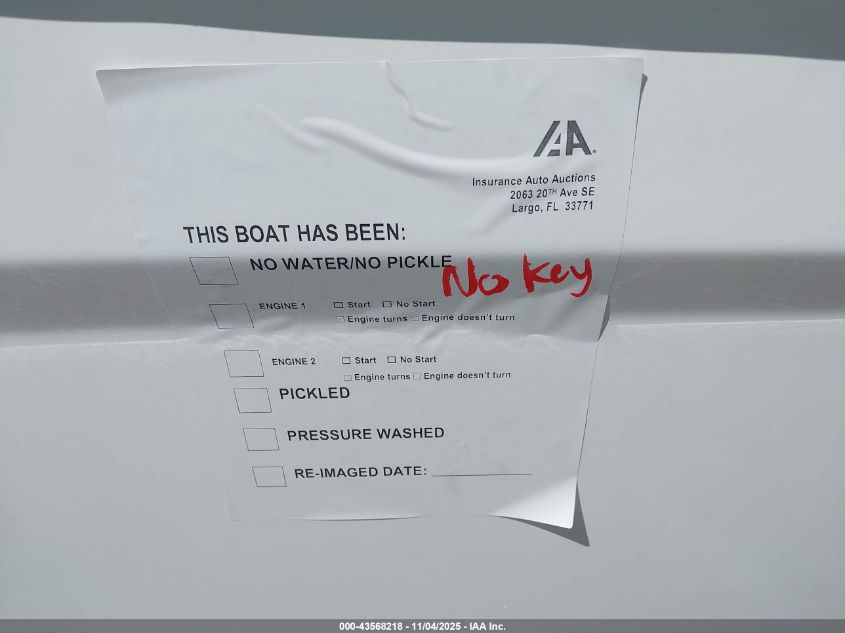 IAA.
Insurance Auto Auctions
2063 20TH Ave SE
Largo, FL 33771
THIS BOAT HAS BEEN:
NO WATER/NO PICKLE
No key
ENGINE 1 Start No Start
Engine turns Engine doesn't turn
ENGINE 2 Start No Start
Engine turns Engine doesn't turn
PICKLED
PRESSURE WASHED
RE-IMAGED DATE:
000-43568218 - 11/04/2025 - IAA Inc.